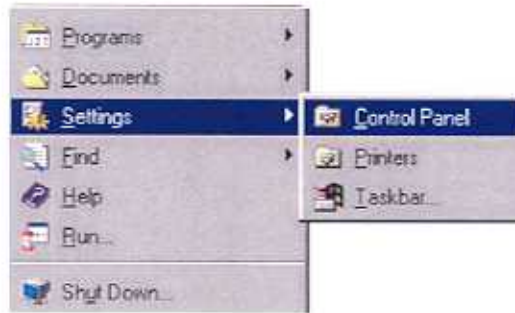 Programs
Documents
Settings
Find
Help
Run...
Shut Down...
Control Panel
Printers
Taskbar...